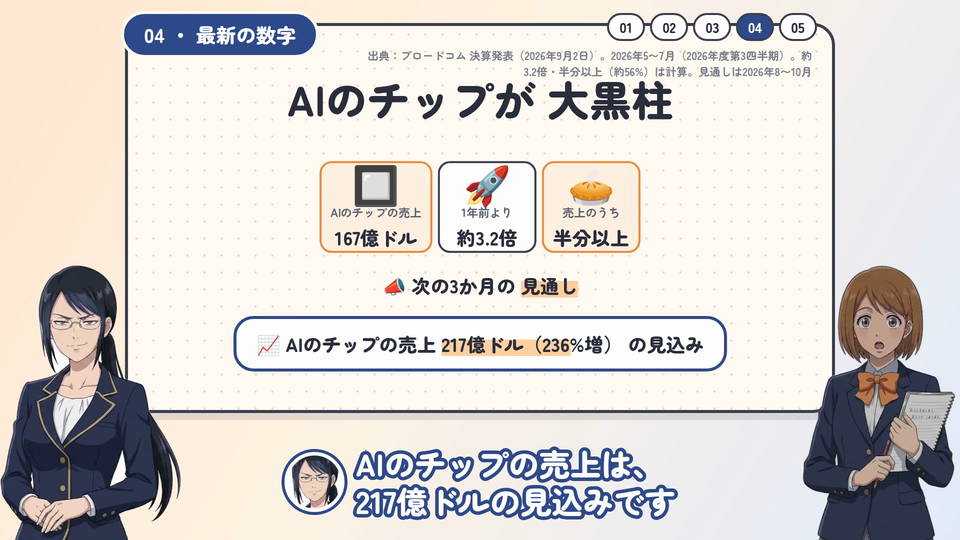 04 ・ 最新の数字
01 02 03 04 05
出典：ブロードコム 決算発表（2026年9月2日）。2026年5〜7月（2026年度第3四半期）。約
3.2倍・半分以上（約56%）は計算。見通しは2026年8〜10月
AIのチップが 大黒柱
AIのチップの売上
167億ドル
1年前より
約3.2倍
売上のうち
半分以上
次の3か月の 見通し
AIのチップの売上 217億ドル（236%増） の見込み
AIのチップの売上は、
217億ドルの見込みです